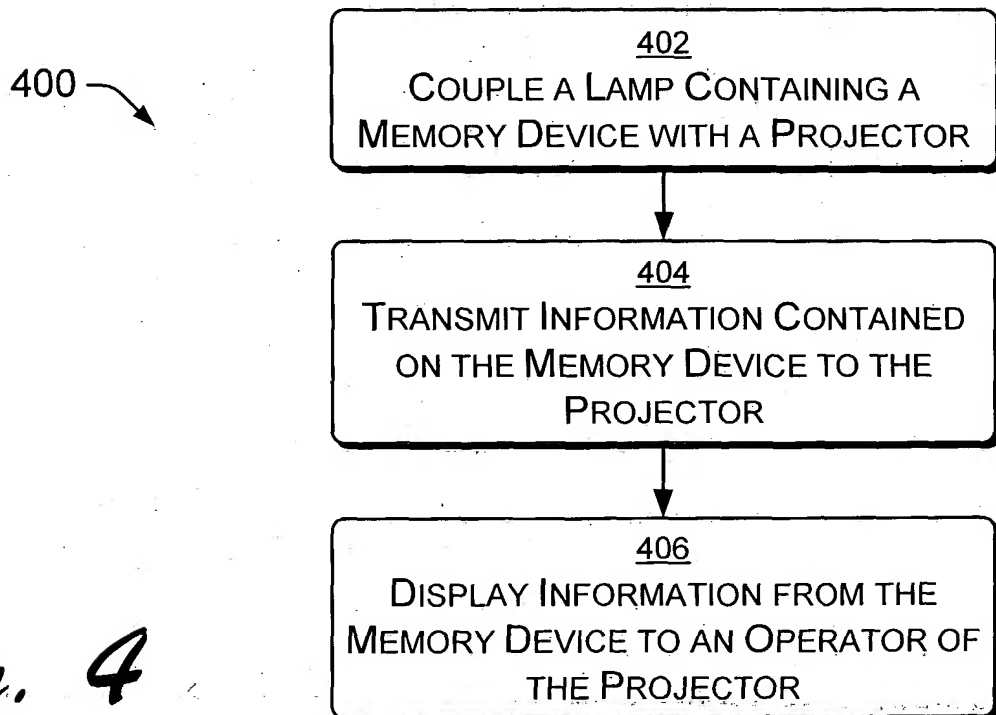 400
402
COUPLE A LAMP CONTAINING A
MEMORY DEVICE WITH A PROJECTOR
404
TRANSMIT INFORMATION CONTAINED
ON THE MEMORY DEVICE TO THE
PROJECTOR
406
DISPLAY INFORMATION FROM THE
MEMORY DEVICE TO AN OPERATOR OF
THE PROJECTOR
4